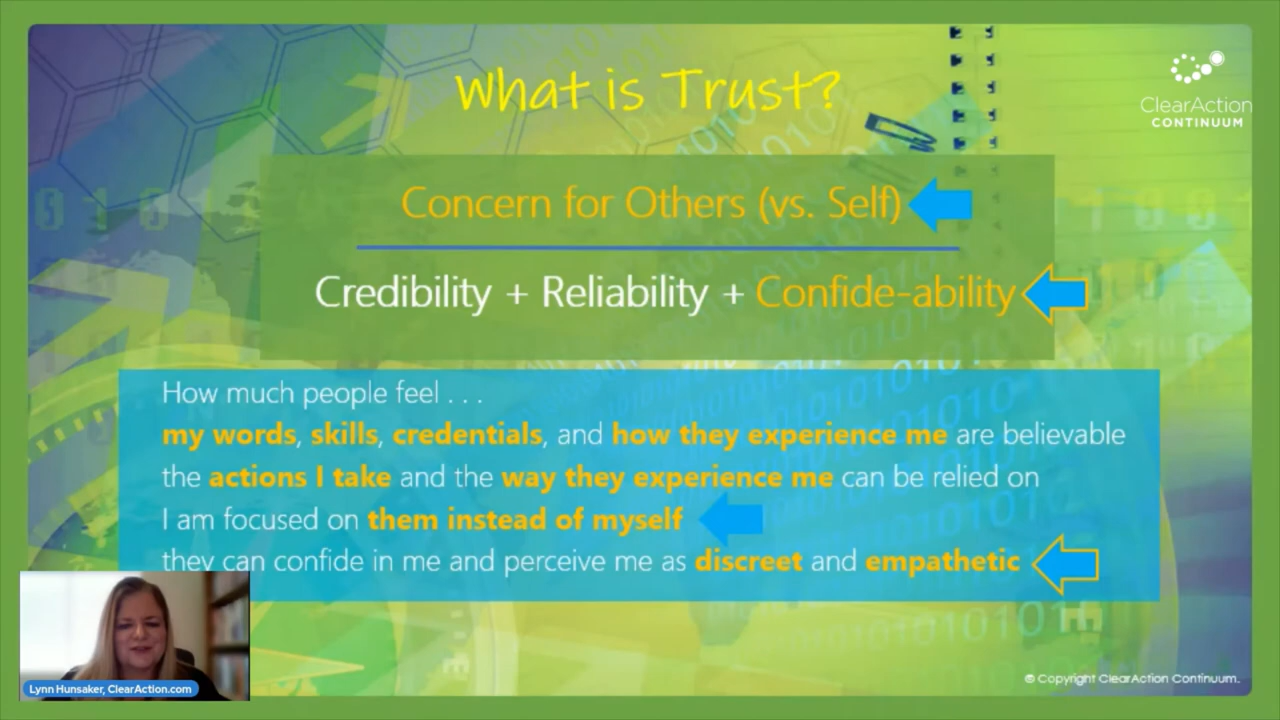 What is Trust?
ClearAction
CONTINUUM
Concern for Others (vs. Self)
Credibility + Reliability + Confide-ability
How much people feel . . .
my words, skills, credentials, and how they experience me are believable
the actions I take and the way they experience me can be relied on
I am focused on them instead of myself
they can confide in me and perceive me as discreet and empathetic
Lynn Hunsaker, ClearAction.com
© Copyright ClearAction Continuum.